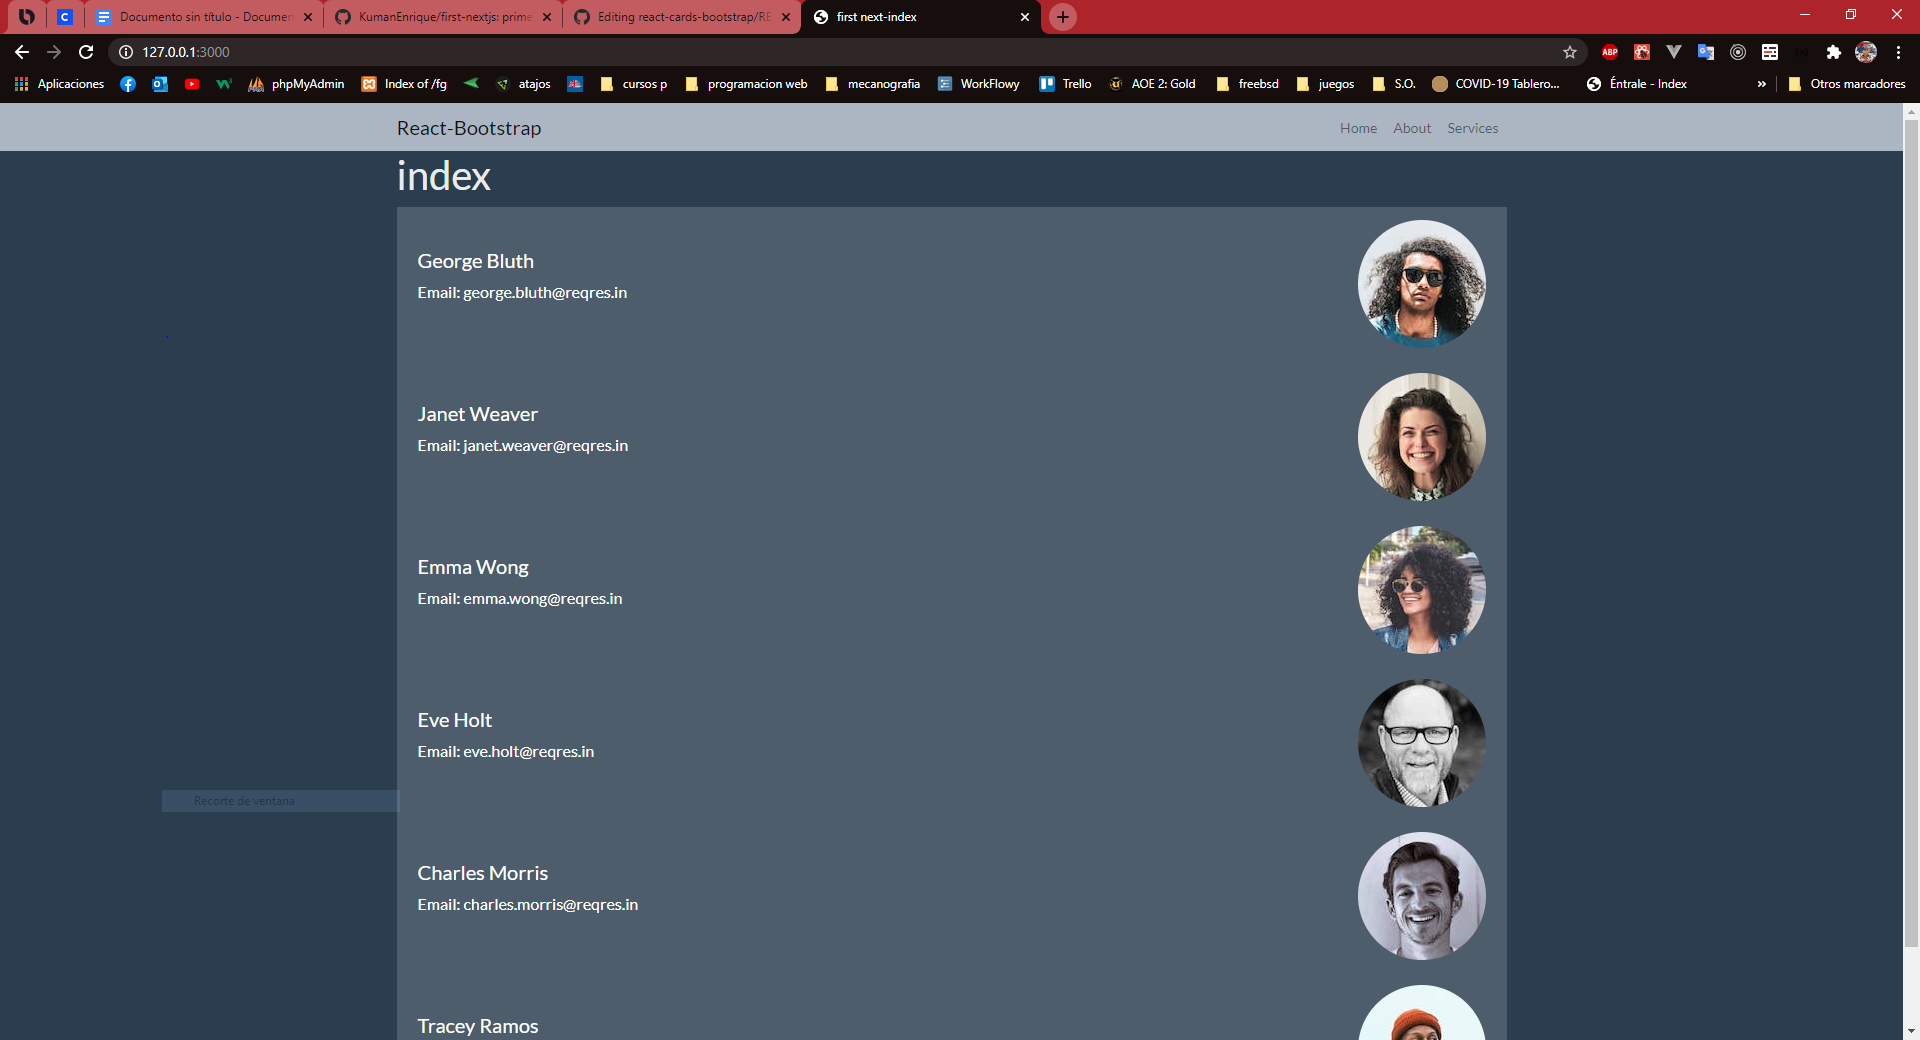 Documento sin título - Documen
KumanEnrique/first-nextjs: prime
Editing react-cards-bootstrap/RE
first next-index
127.0.0.1:3000
ABP
Aplicaciones
phpMyAdmin
Index of /fg
atajos
cursos p
programacion web
mecanografia
WorkFlowy
Trello
AOE 2: Gold
freebsd
juegos
S.O.
COVID-19 Tablero...
Éntrale - Index
»
Otros marcadores
React-Bootstrap
Home About Services
index
George Bluth
Email: george.bluth@reqres.in
Janet Weaver
Email: janet.weaver@reqres.in
Emma Wong
Email: emma.wong@reqres.in
Eve Holt
Email: eve.holt@reqres.in
Recorte de ventana
Charles Morris
Email: charles.morris@reqres.in
Tracey Ramos